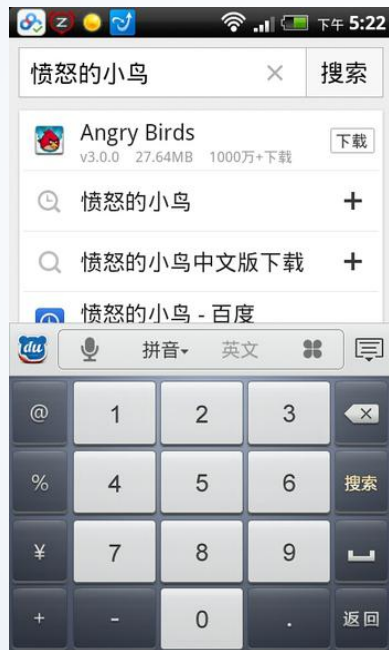 下午 5:22
愤怒的小鸟 × 搜索
Angry Birds
v3.0.0 27.64MB 1000万+下载
下载
愤怒的小鸟 +
愤怒的小鸟中文版下载 +
愤怒的小鸟 - 百度
du 拼音 英文
@ 1 2 3
% 4 5 6 搜索
¥ 7 8 9
+ - 0 . 返回